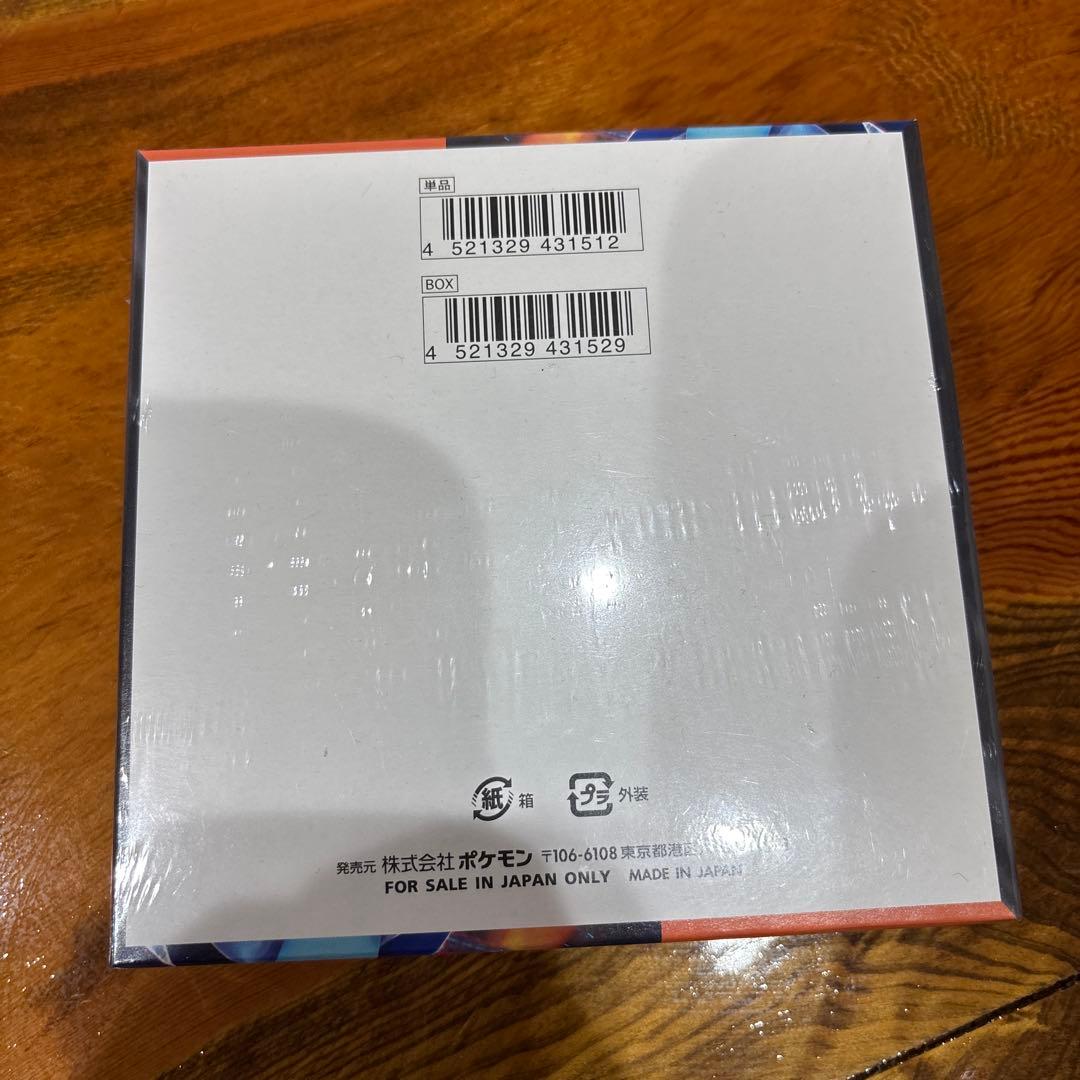 単品
4 521329 431512
BOX
4 521329 431529
紙 箱 プラ 外装
発売元 株式会社 ポケモン 〒106-6108 東京都港区
FOR SALE IN JAPAN ONLY MADE IN JAPAN